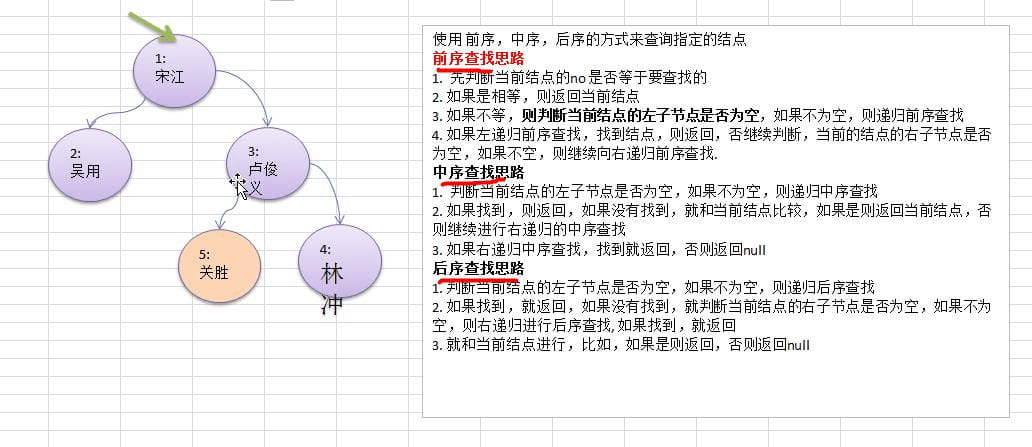 1:
宋江
2:
吴用
3:
卢俊
义
5:
关胜
4:
林
冲
使用前序，中序，后序的方式来查询指定的结点
前序查找思路
1. 先判断当前结点的no是否等于要查找的
2. 如果是相等，则返回当前结点
3. 如果不等，则判断当前结点的左子节点是否为空，如果不为空，则递归前序查找
4. 如果左递归前序查找，找到结点，则返回，否继续判断，当前的结点的右子节点是否
为空，如果不空，则继续向右递归前序查找.
中序查找思路
1. 判断当前结点的左子节点是否为空，如果不为空，则递归中序查找
2. 如果找到，则返回，如果没有找到，就和当前结点比较，如果是则返回当前结点，否
则继续进行右递归的中序查找
3. 如果右递归中序查找，找到就返回，否则返回null
后序查找思路
1. 判断当前结点的左子节点是否为空，如果不为空，则递归后序查找
2. 如果找到，就返回，如果没有找到，就判断当前结点的右子节点是否为空，如果不为
空，则右递归进行后序查找, 如果找到，就返回
3. 就和当前结点进行，比如，如果是则返回，否则返回null